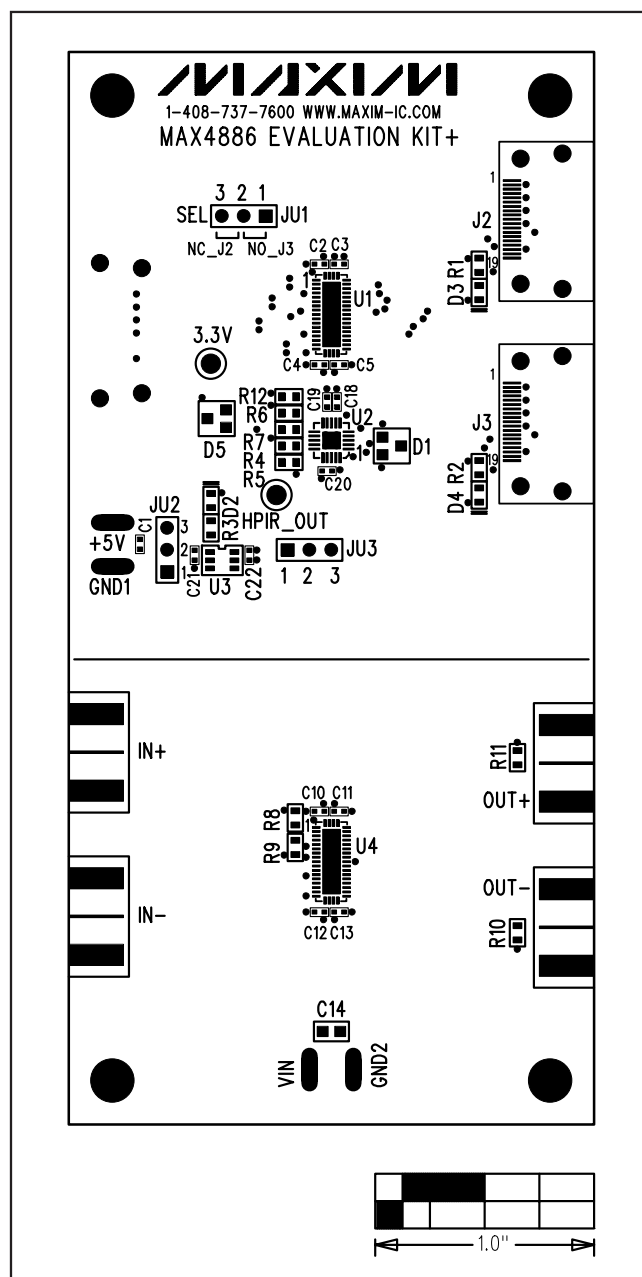 MAXIM
1-408-737-7600 WWW.MAXIM-IC.COM
MAX4886 EVALUATION KIT+
3 2 1
SEL JU1
NC_J2 NO_J3
C2 C3
1
U1
C4 C5
3.3V
1
J2
19
R1
D3
1
J3
19
R2
D4
R12
R6
R7
R4
R5
C19
C18
U2
1
D1
C20
D5
HPIR_OUT
D2
R3
JU2
3
2
1
C1
+5V
GND1
C21
U3
C22
JU3
1 2 3
IN+
IN-
R11
OUT+
OUT-
R10
C10 C11
R8
R9
1
U4
C12 C13
C14
VIN
GND2
1.0"